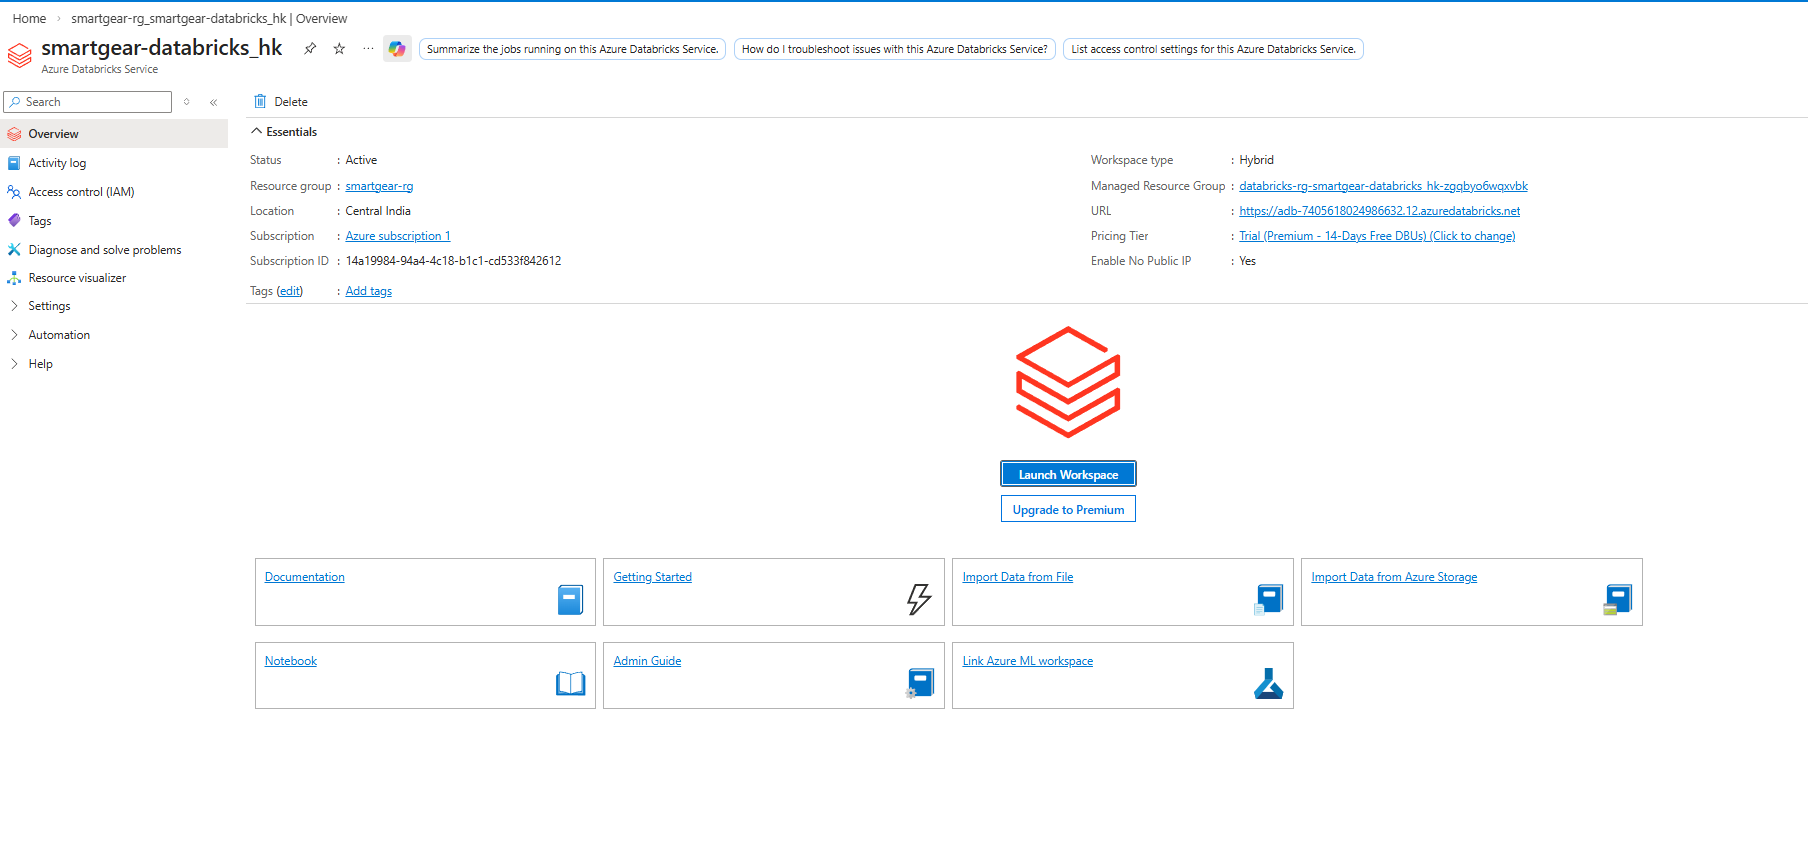 Home › smartgear-rg_smartgear-databricks_hk | Overview
smartgear-databricks_hk
Azure Databricks Service
Summarize the jobs running on this Azure Databricks Service.
How do I troubleshoot issues with this Azure Databricks Service?
List access control settings for this Azure Databricks Service.
Search
Overview
Activity log
Access control (IAM)
Tags
Diagnose and solve problems
Resource visualizer
Settings
Automation
Help
Delete
Essentials
Status : Active
Resource group : smartgear-rg
Location : Central India
Subscription : Azure subscription 1
Subscription ID : 14a19984-94a4-4c18-b1c1-cd533f842612
Tags (edit) : Add tags
Workspace type : Hybrid
Managed Resource Group : databricks-rg-smartgear-databricks_hk-zgqbyo6wqxvbk
URL : https://adb-7405618024986632.12.azuredatabricks.net
Pricing Tier : Trial (Premium - 14-Days Free DBUs) (Click to change)
Enable No Public IP : Yes
Launch Workspace
Upgrade to Premium
Documentation
Getting Started
Import Data from File
Import Data from Azure Storage
Notebook
Admin Guide
Link Azure ML workspace